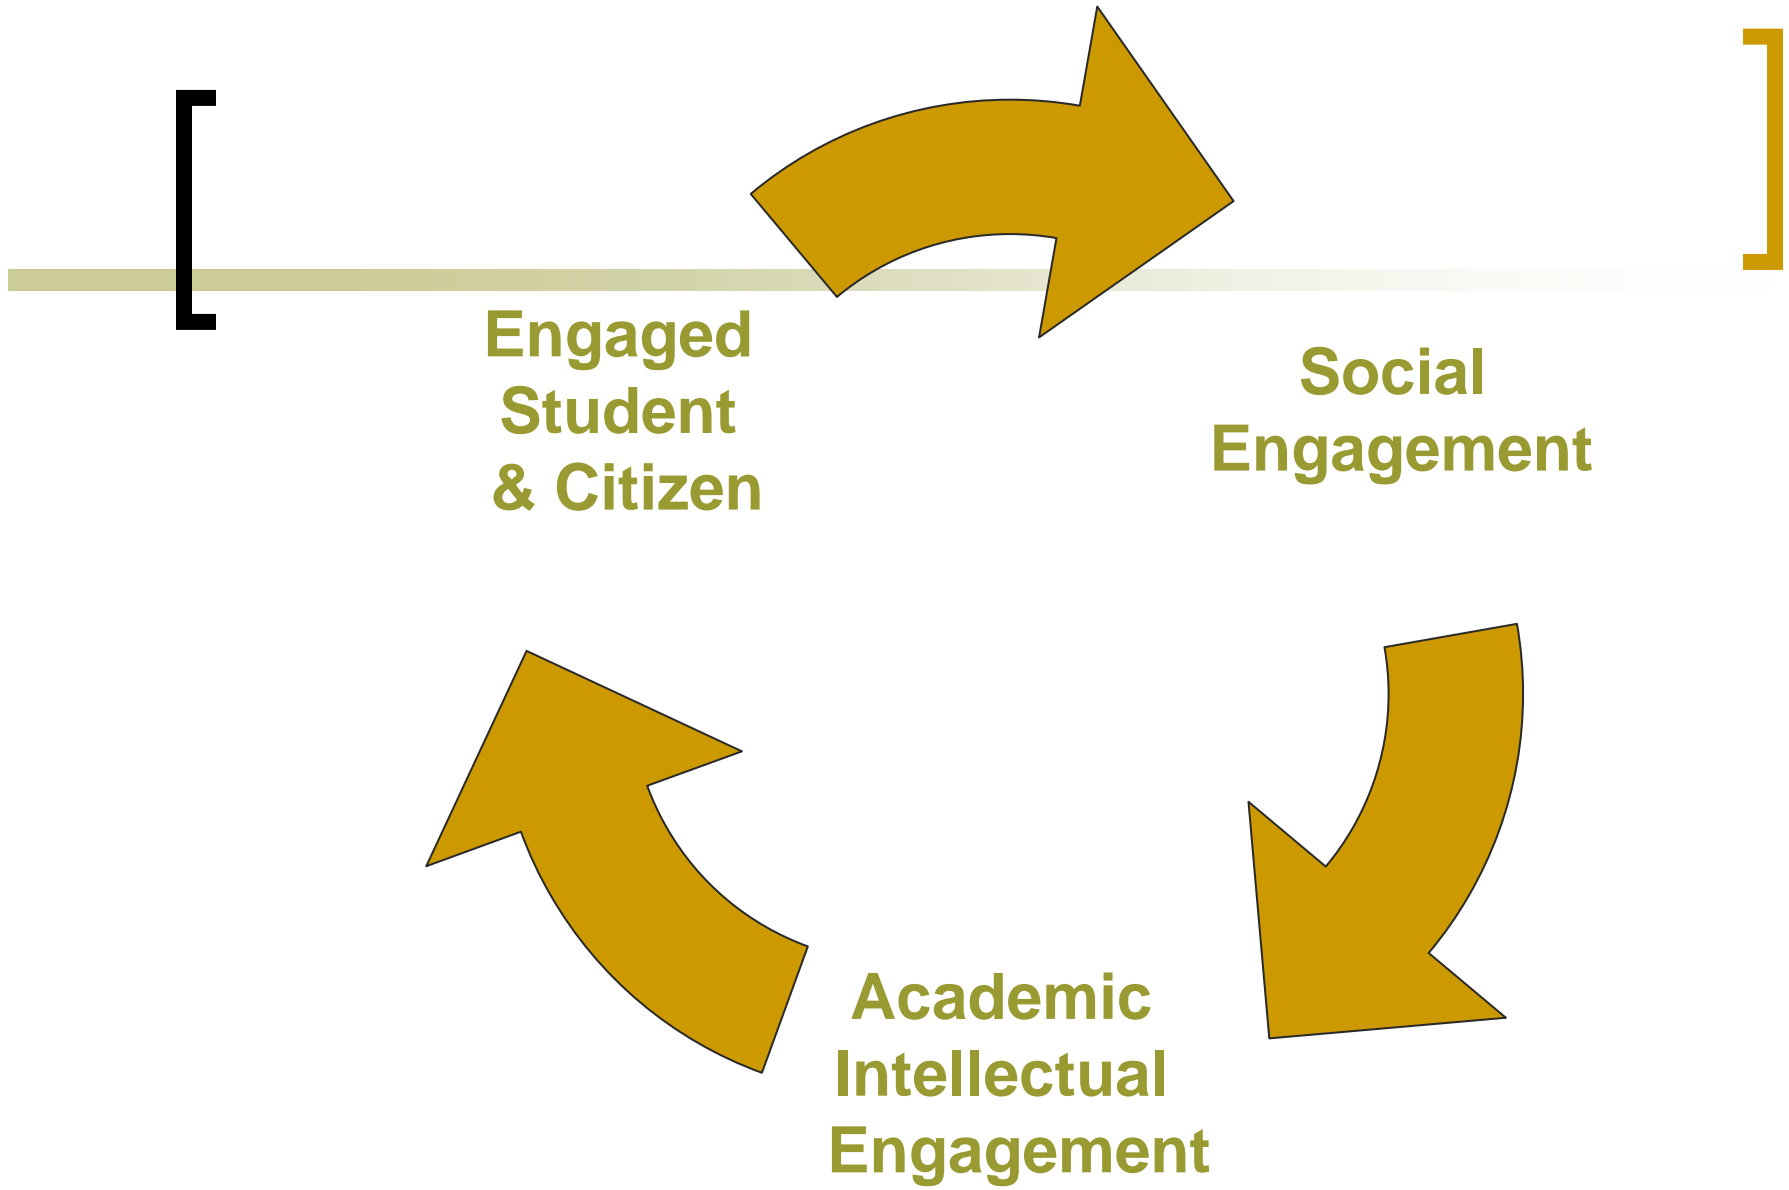 Engaged
Student
& Citizen
Social
Engagement
Academic
Intellectual
Engagement